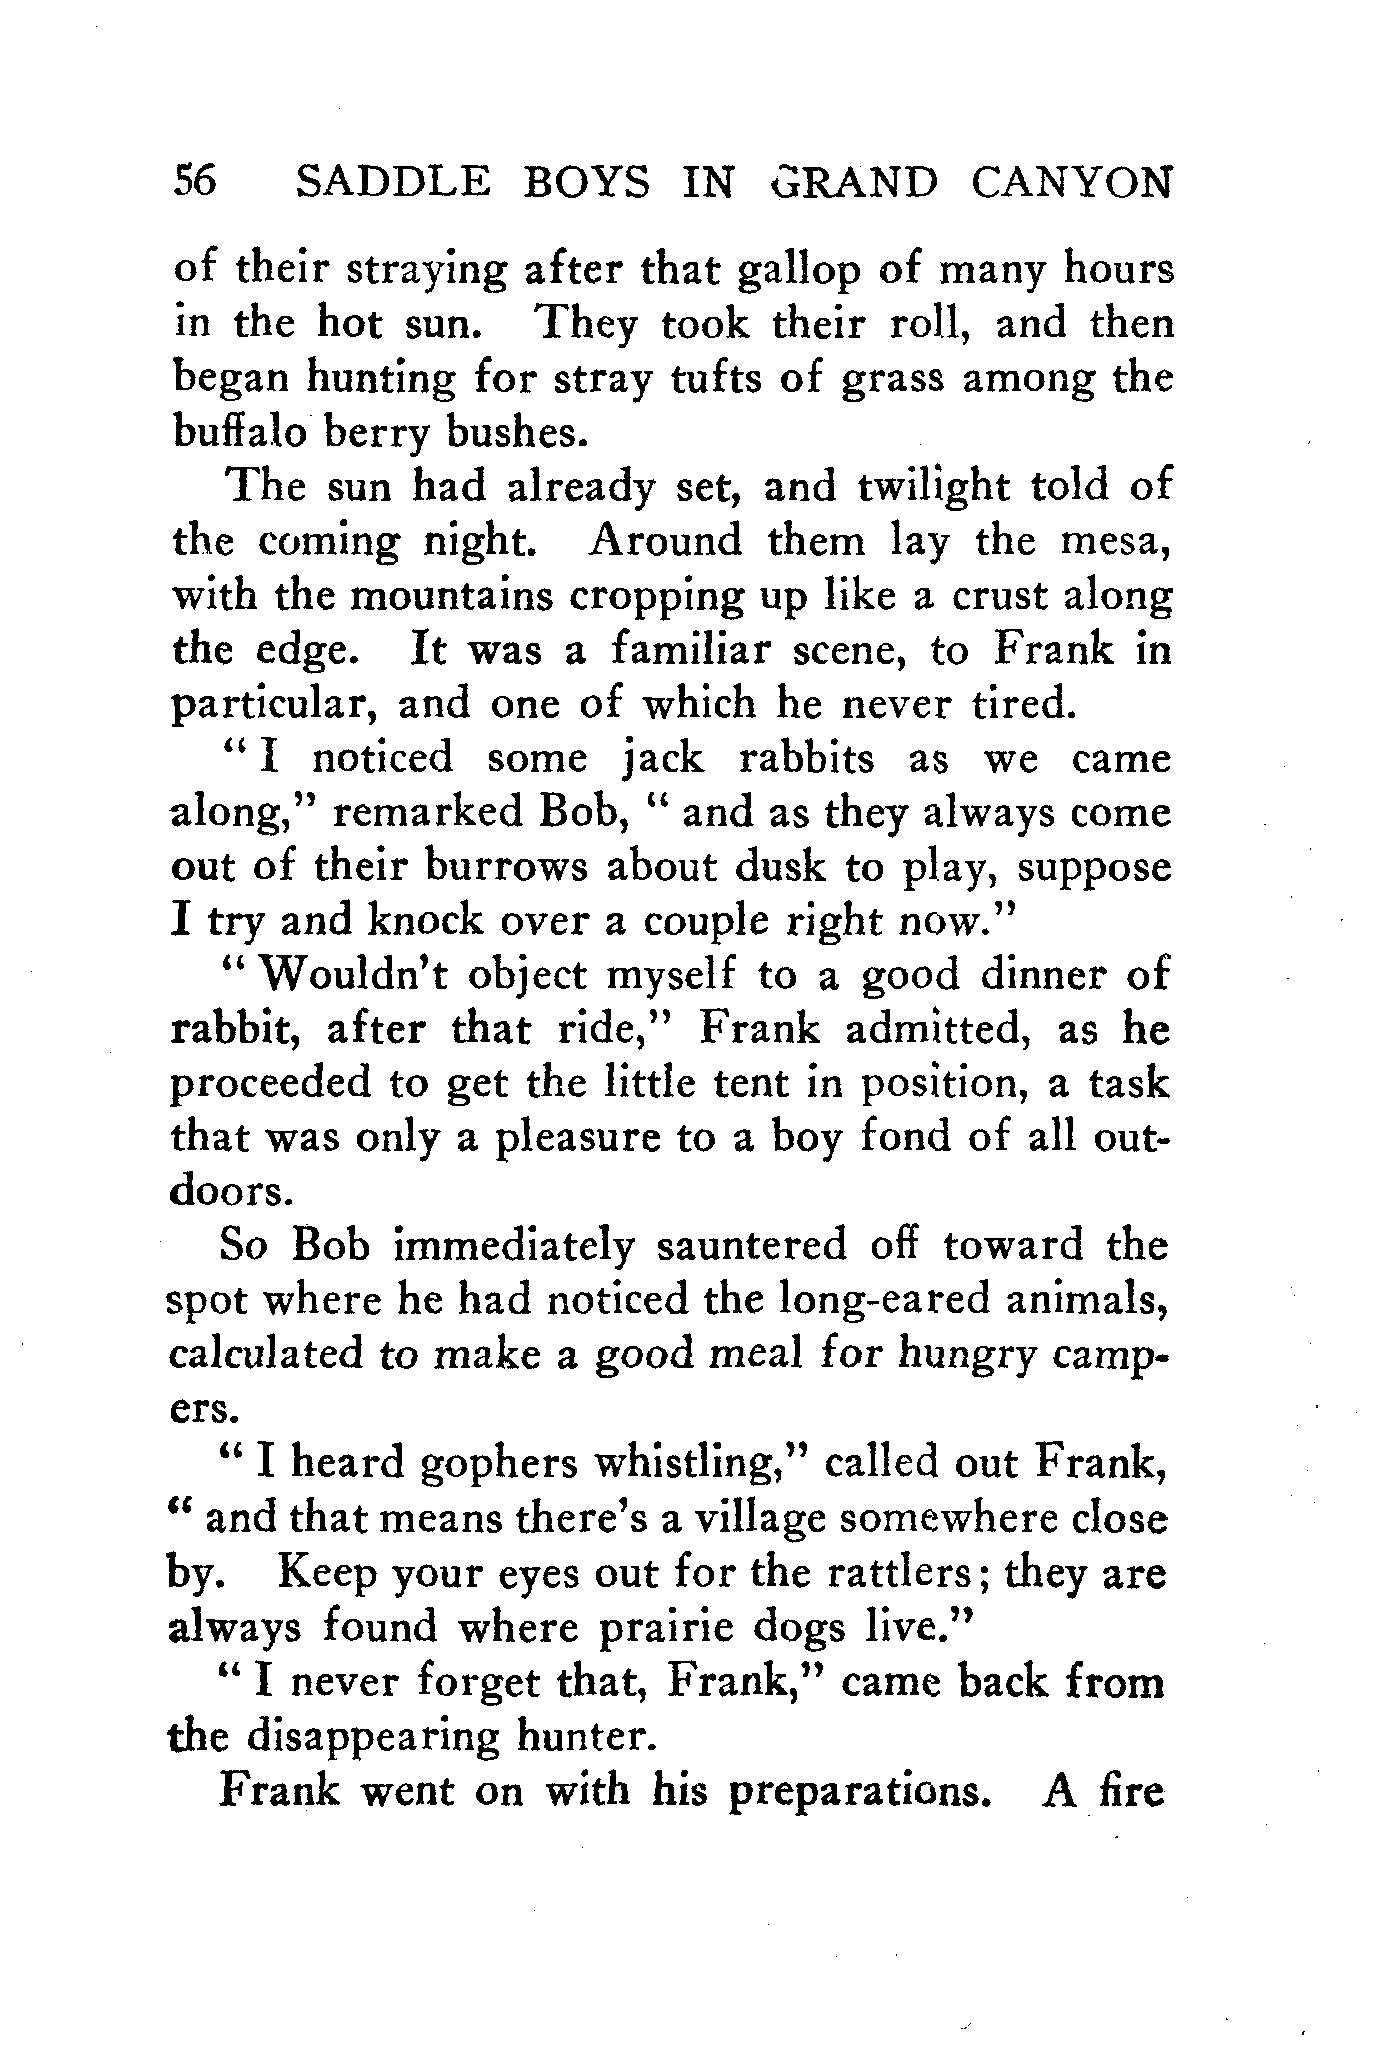 56 SADDLE BOYS IN GRAND CANYON
of their straying after that gallop of many hours
in the hot sun. They took their roll, and then
began hunting for stray tufts of grass among the
buffalo berry bushes.
The sun had already set, and twilight told of
the coming night. Around them lay the mesa,
with the mountains cropping up like a crust along
the edge. It was a familiar scene, to Frank in
particular, and one of which he never tired.
" I noticed some jack rabbits as we came
along," remarked Bob, " and as they always come
out of their burrows about dusk to play, suppose
I try and knock over a couple right now."
" Wouldn't object myself to a good dinner of
rabbit, after that ride," Frank admitted, as he
proceeded to get the little tent in position, a task
that was only a pleasure to a boy fond of all out-
doors.
So Bob immediately sauntered off toward the
spot where he had noticed the long-eared animals,
calculated to make a good meal for hungry camp-
ers.
" I heard gophers whistling," called out Frank,
" and that means there's a village somewhere close
by. Keep your eyes out for the rattlers; they are
always found where prairie dogs live."
" I never forget that, Frank," came back from
the disappearing hunter.
Frank went on with his preparations. A fire